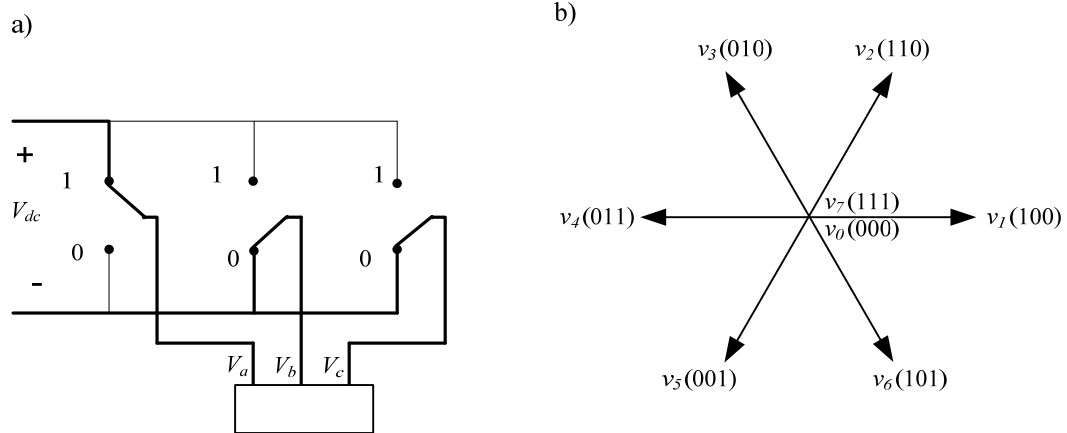 a)
+
1
1
1
V_dc
0
0
0
-
V_a
V_b
V_c
b)
v_3(010)
v_2(110)
v_4(011)
v_7(111)
v_0(000)
v_1(100)
v_5(001)
v_6(101)